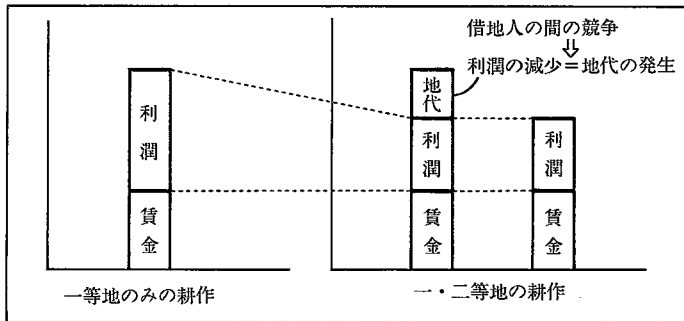 借地人の間の競争
⇓
利潤の減少＝地代の発生
利潤
賃金
地代
利潤
賃金
利潤
賃金
一等地のみの耕作
一・二等地の耕作